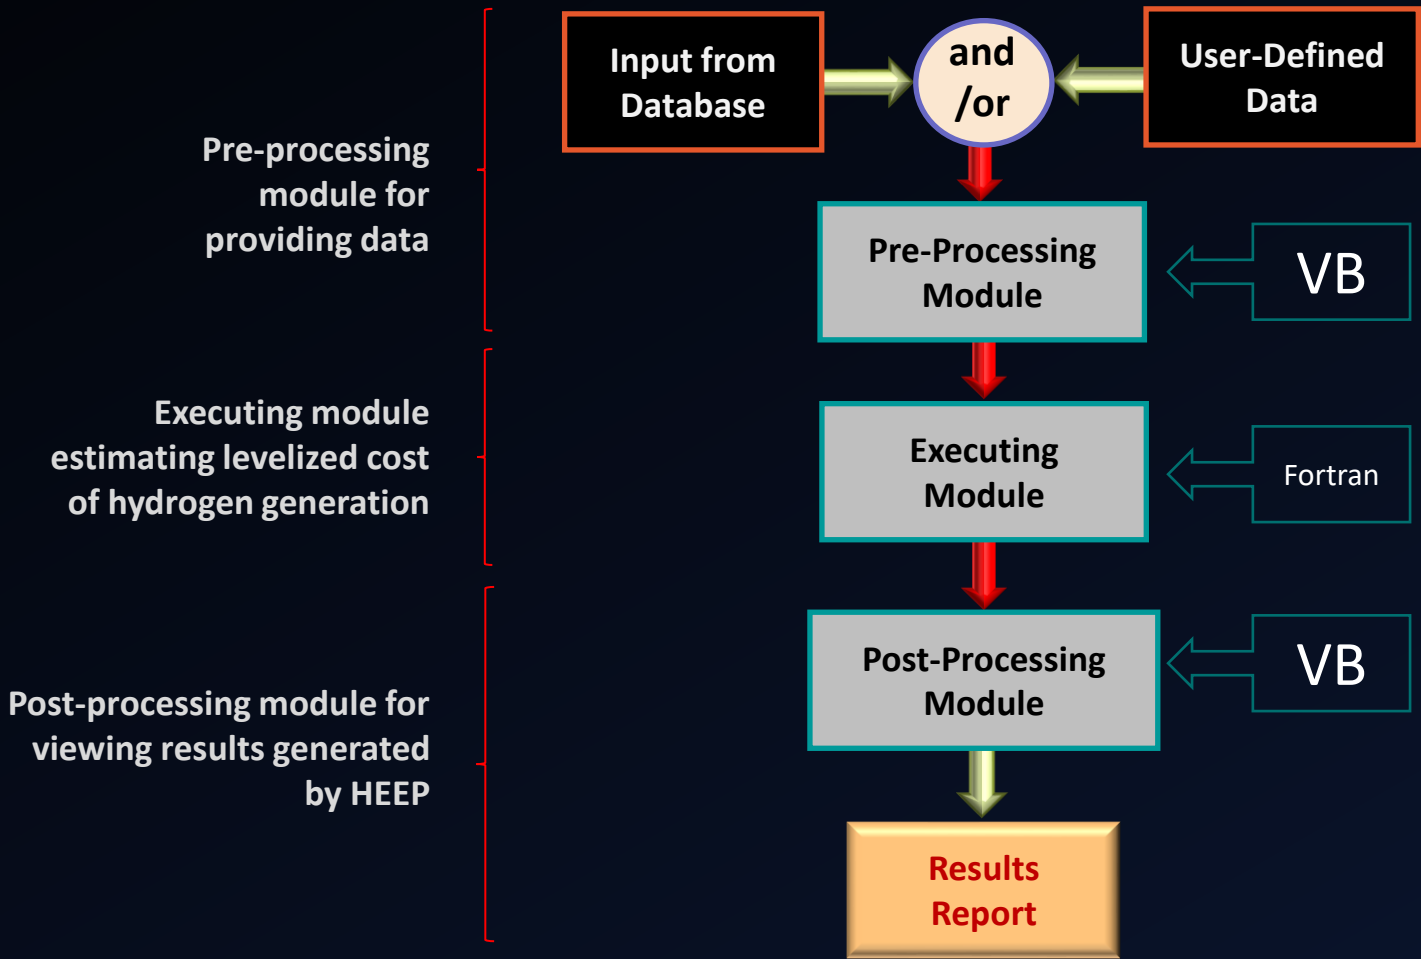 Input from
Database
and
/or
User-Defined
Data
Pre-processing
module for
providing data
Pre-Processing
Module
VB
Executing module
estimating levelized cost
of hydrogen generation
Executing
Module
Fortran
Post-processing module for
viewing results generated
by HEEP
Post-Processing
Module
VB
Results
Report